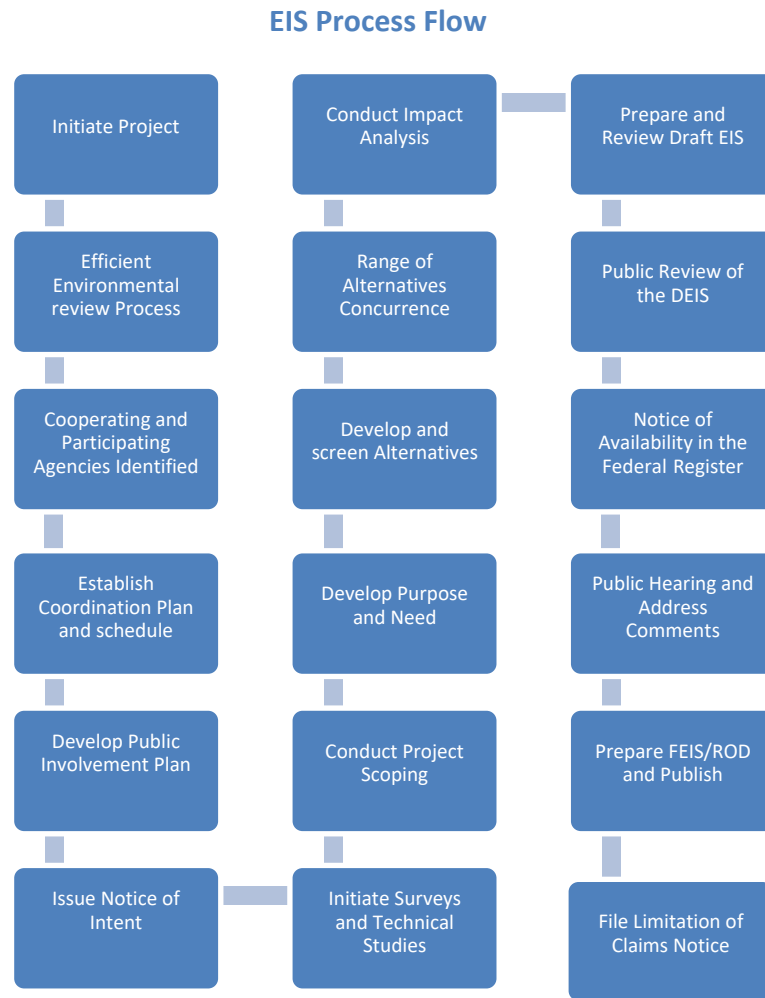 EIS Process Flow
Initiate Project
Efficient
Environmental
review Process
Cooperating and
Participating
Agencies Identified
Establish
Coordination Plan
and schedule
Develop Public
Involvement Plan
Issue Notice of
Intent
Initiate Surveys
and Technical
Studies
Conduct Project
Scoping
Develop Purpose
and Need
Develop and
screen Alternatives
Range of
Alternatives
Concurrence
Conduct Impact
Analysis
Prepare and
Review Draft EIS
Public Review of
the DEIS
Notice of
Availability in the
Federal Register
Public Hearing and
Address
Comments
Prepare FEIS/ROD
and Publish
File Limitation of
Claims Notice